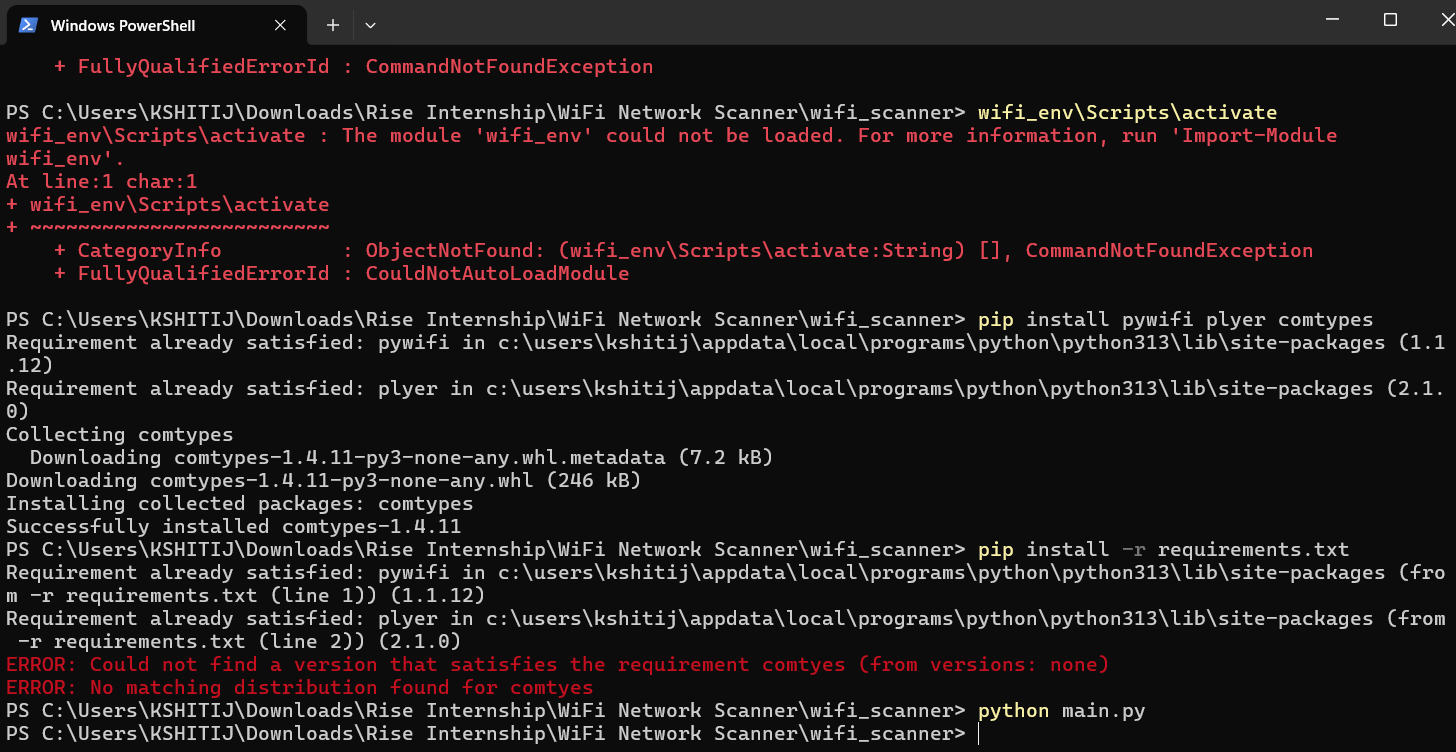 Windows PowerShell
    + FullyQualifiedErrorId : CommandNotFoundException
PS C:\Users\KSHITIJ\Downloads\Rise Internship\WiFi Network Scanner\wifi_scanner> wifi_env\Scripts\activate
wifi_env\Scripts\activate : The module 'wifi_env' could not be loaded. For more information, run 'Import-Module
wifi_env'.
At line:1 char:1
+ wifi_env\Scripts\activate
+ ~~~~~~~~~~~~~~~~~~~~~~~~~
    + CategoryInfo          : ObjectNotFound: (wifi_env\Scripts\activate:String) [], CommandNotFoundException
    + FullyQualifiedErrorId : CouldNotAutoLoadModule
PS C:\Users\KSHITIJ\Downloads\Rise Internship\WiFi Network Scanner\wifi_scanner> pip install pywifi plyer comtypes
Requirement already satisfied: pywifi in c:\users\kshitij\appdata\local\programs\python\python313\lib\site-packages (1.1
.12)
Requirement already satisfied: plyer in c:\users\kshitij\appdata\local\programs\python\python313\lib\site-packages (2.1.
0)
Collecting comtypes
  Downloading comtypes-1.4.11-py3-none-any.whl.metadata (7.2 kB)
Downloading comtypes-1.4.11-py3-none-any.whl (246 kB)
Installing collected packages: comtypes
Successfully installed comtypes-1.4.11
PS C:\Users\KSHITIJ\Downloads\Rise Internship\WiFi Network Scanner\wifi_scanner> pip install -r requirements.txt
Requirement already satisfied: pywifi in c:\users\kshitij\appdata\local\programs\python\python313\lib\site-packages (fro
m -r requirements.txt (line 1)) (1.1.12)
Requirement already satisfied: plyer in c:\users\kshitij\appdata\local\programs\python\python313\lib\site-packages (from
 -r requirements.txt (line 2)) (2.1.0)
ERROR: Could not find a version that satisfies the requirement comtyes (from versions: none)
ERROR: No matching distribution found for comtyes
PS C:\Users\KSHITIJ\Downloads\Rise Internship\WiFi Network Scanner\wifi_scanner> python main.py
PS C:\Users\KSHITIJ\Downloads\Rise Internship\WiFi Network Scanner\wifi_scanner>